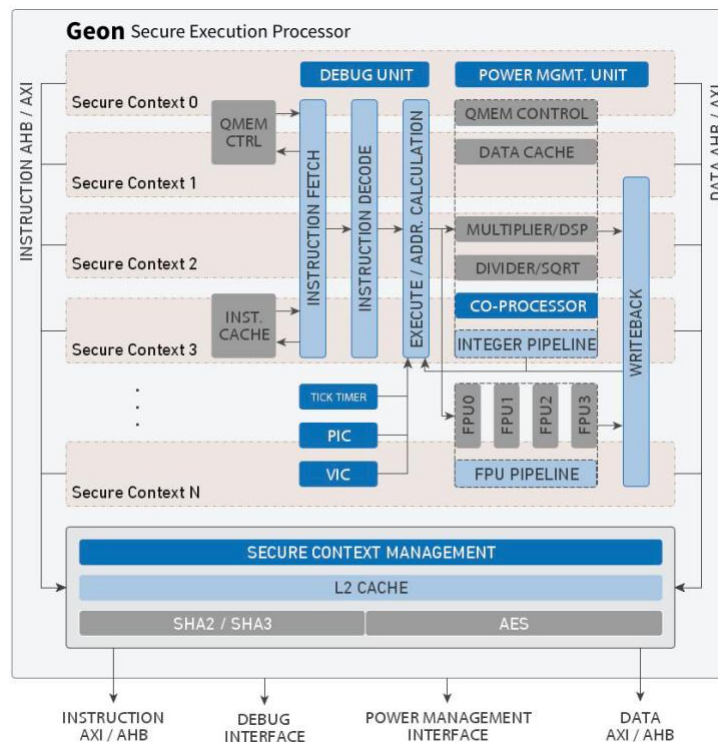 Geon Secure Execution Processor
INSTRUCTION AHB / AXI
DATA AHB / AXI
DEBUG UNIT
POWER MGMT. UNIT
Secure Context 0
QMEM
CTRL
QMEM CONTROL
Secure Context 1
DATA CACHE
INSTRUCTION FETCH
INSTRUCTION DECODE
EXECUTE / ADDR. CALCULATION
MULTIPLIER/DSP
Secure Context 2
DIVIDER/SQRT
INST.
CACHE
CO-PROCESSOR
Secure Context 3
INTEGER PIPELINE
WRITEBACK
TICK TIMER
PIC
VIC
FPU0
FPU1
FPU2
FPU3
FPU PIPELINE
Secure Context N
SECURE CONTEXT MANAGEMENT
L2 CACHE
SHA2 / SHA3
AES
INSTRUCTION
AXI / AHB
DEBUG
INTERFACE
POWER MANAGEMENT
INTERFACE
DATA
AXI / AHB